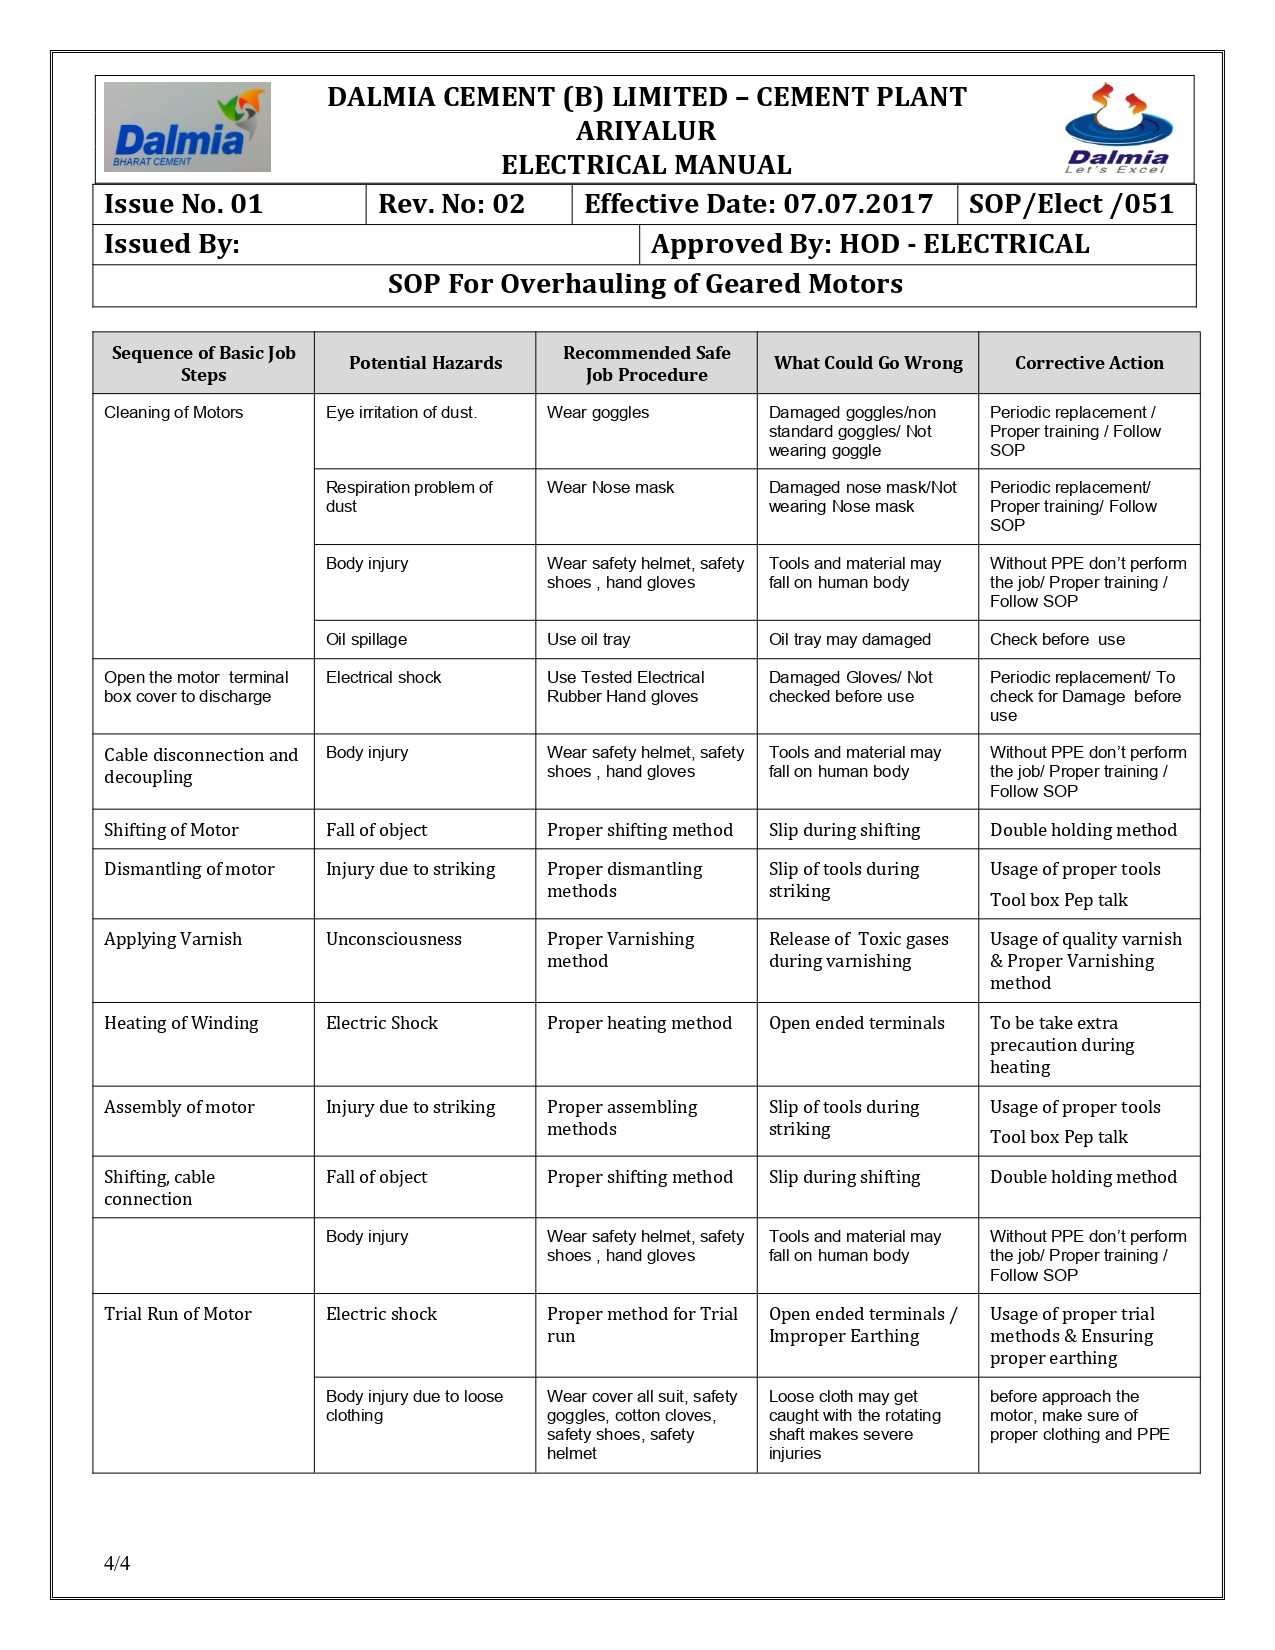 Dalmia
BHARAT CEMENT
DALMIA CEMENT (B) LIMITED – CEMENT PLANT
ARIYALUR
ELECTRICAL MANUAL
Dalmia
Let's Excel
Issue No. 01 Rev. No: 02 Effective Date: 07.07.2017 SOP/Elect /051
Issued By: Approved By: HOD - ELECTRICAL
SOP For Overhauling of Geared Motors
Sequence of Basic Job
Steps
Potential Hazards
Recommended Safe
Job Procedure
What Could Go Wrong
Corrective Action
Cleaning of Motors
Eye irritation of dust.
Wear goggles
Damaged goggles/non
standard goggles/ Not
wearing goggle
Periodic replacement /
Proper training / Follow
SOP
Respiration problem of
dust
Wear Nose mask
Damaged nose mask/Not
wearing Nose mask
Periodic replacement/
Proper training/ Follow
SOP
Body injury
Wear safety helmet, safety
shoes , hand gloves
Tools and material may
fall on human body
Without PPE don’t perform
the job/ Proper training /
Follow SOP
Oil spillage
Use oil tray
Oil tray may damaged
Check before use
Open the motor terminal
box cover to discharge
Electrical shock
Use Tested Electrical
Rubber Hand gloves
Damaged Gloves/ Not
checked before use
Periodic replacement/ To
check for Damage before
use
Cable disconnection and
decoupling
Body injury
Wear safety helmet, safety
shoes , hand gloves
Tools and material may
fall on human body
Without PPE don’t perform
the job/ Proper training /
Follow SOP
Shifting of Motor
Fall of object
Proper shifting method
Slip during shifting
Double holding method
Dismantling of motor
Injury due to striking
Proper dismantling
methods
Slip of tools during
striking
Usage of proper tools
Tool box Pep talk
Applying Varnish
Unconsciousness
Proper Varnishing
method
Release of Toxic gases
during varnishing
Usage of quality varnish
& Proper Varnishing
method
Heating of Winding
Electric Shock
Proper heating method
Open ended terminals
To be take extra
precaution during
heating
Assembly of motor
Injury due to striking
Proper assembling
methods
Slip of tools during
striking
Usage of proper tools
Tool box Pep talk
Shifting, cable
connection
Fall of object
Proper shifting method
Slip during shifting
Double holding method
Body injury
Wear safety helmet, safety
shoes , hand gloves
Tools and material may
fall on human body
Without PPE don’t perform
the job/ Proper training /
Follow SOP
Trial Run of Motor
Electric shock
Proper method for Trial
run
Open ended terminals /
Improper Earthing
Usage of proper trial
methods & Ensuring
proper earthing
Body injury due to loose
clothing
Wear cover all suit, safety
goggles, cotton cloves,
safety shoes, safety
helmet
Loose cloth may get
caught with the rotating
shaft makes severe
injuries
before approach the
motor, make sure of
proper clothing and PPE
4/4